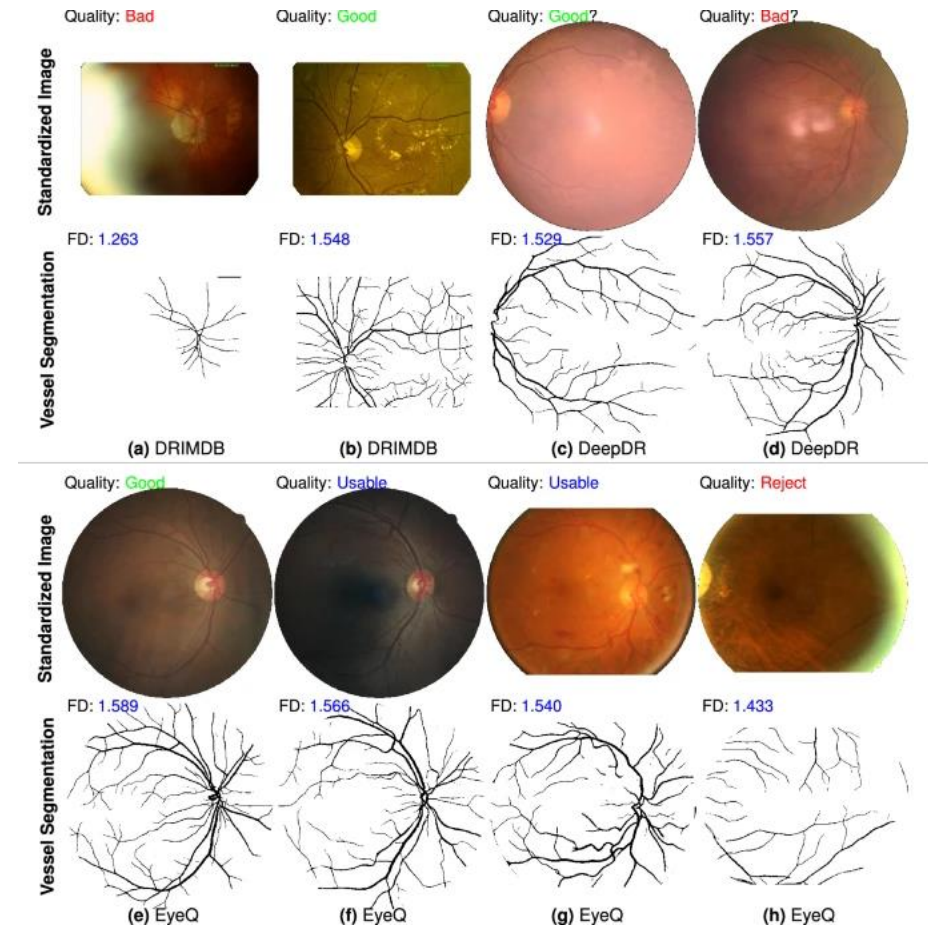 Quality: Bad
Quality: Good
Quality: Good?
Quality: Bad?
Standardized Image
FD: 1.263
FD: 1.548
FD: 1.529
FD: 1.557
Vessel Segmentation
(a) DRIMDB
(b) DRIMDB
(c) DeepDR
(d) DeepDR
Quality: Good
Quality: Usable
Quality: Usable
Quality: Reject
Standardized Image
FD: 1.589
FD: 1.566
FD: 1.540
FD: 1.433
Vessel Segmentation
(e) EyeQ
(f) EyeQ
(g) EyeQ
(h) EyeQ